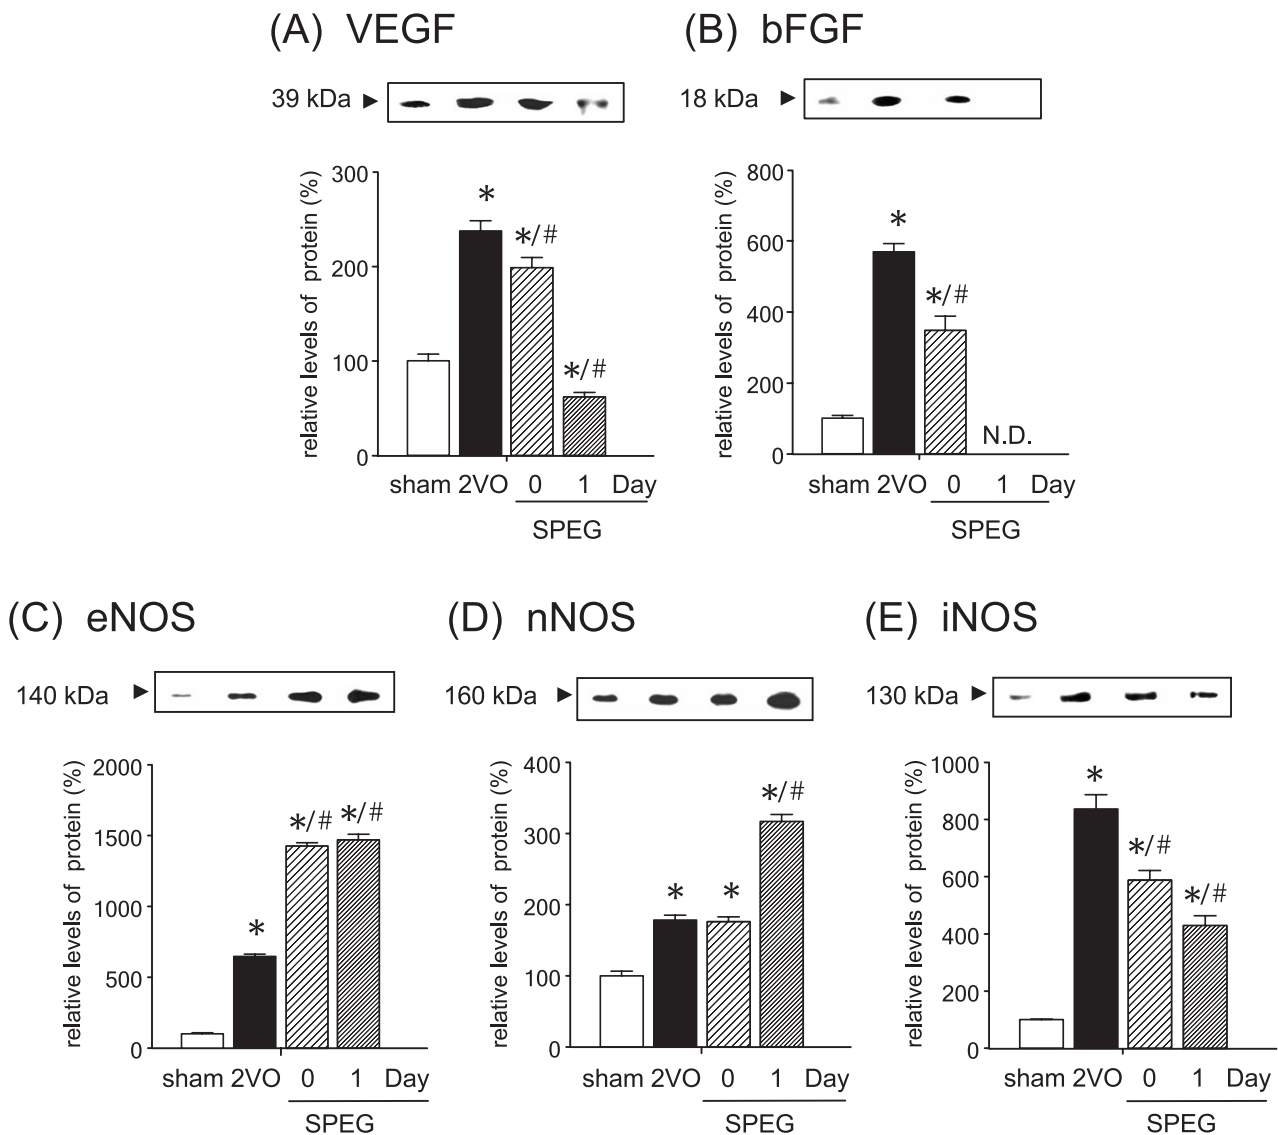 (A) VEGF
39 kDa
relative levels of protein (%)
300
200
100
0
*
*/#
*/#
sham 2VO 0 1 Day
SPEG
(B) bFGF
18 kDa
relative levels of protein (%)
800
600
400
200
0
*
*/#
N.D.
sham 2VO 0 1 Day
SPEG
(C) eNOS
140 kDa
relative levels of protein (%)
2000
1500
1000
500
0
*
*/#
*/#
sham 2VO 0 1 Day
SPEG
(D) nNOS
160 kDa
relative levels of protein (%)
400
300
200
100
0
*
*
*/#
sham 2VO 0 1 Day
SPEG
(E) iNOS
130 kDa
relative levels of protein (%)
1000
800
600
400
200
0
*
*/#
*/#
sham 2VO 0 1 Day
SPEG